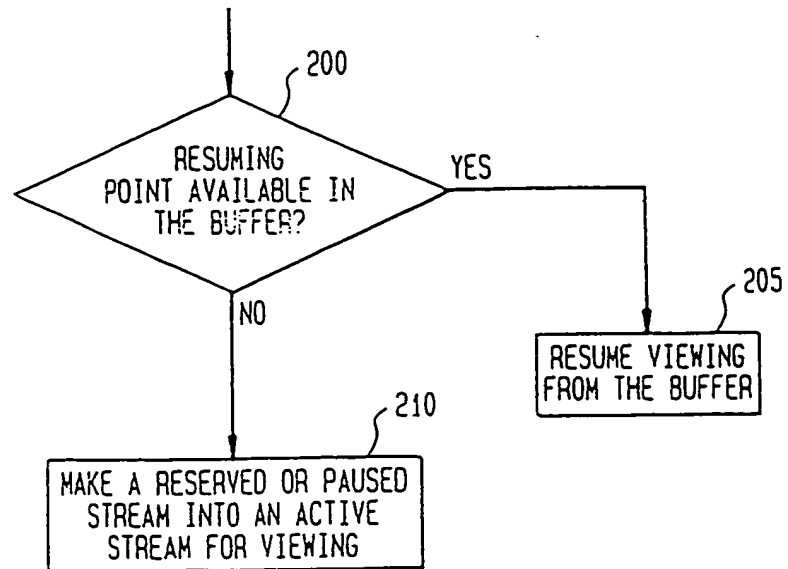 200
RESUMING
POINT AVAILABLE IN
THE BUFFER?
YES
NO
205
RESUME VIEWING
FROM THE BUFFER
210
MAKE A RESERVED OR PAUSED
STREAM INTO AN ACTIVE
STREAM FOR VIEWING